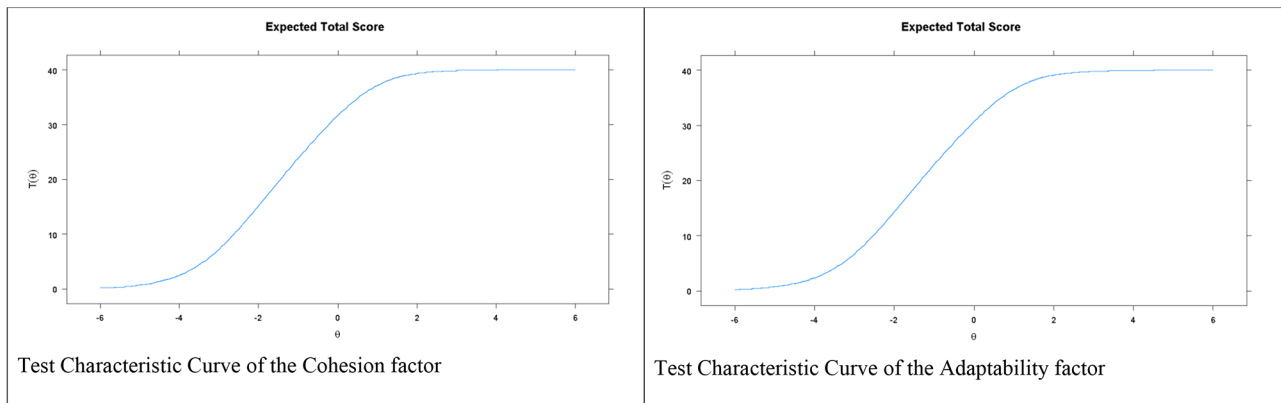 Expected Total Score
40
30
20
10
0
T(θ)
-6 -4 -2 0 2 4 6
θ
Test Characteristic Curve of the Cohesion factor
Expected Total Score
40
30
20
10
0
T(θ)
-6 -4 -2 0 2 4 6
θ
Test Characteristic Curve of the Adaptability factor